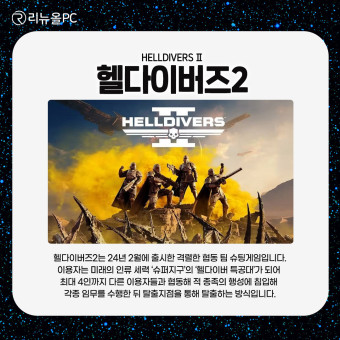 리뉴올PC
HELLDIVERS II
헬다이버즈2
HELLDIVERS
II
헬다이버즈2는 24년 2월에 출시한 격렬한 협동 팀 슈팅게임입니다.
이용자는 미래의 인류 세력 '슈퍼지구'의 '헬다이버 특공대'가 되어
최대 4인까지 다른 이용자들과 협동해 적 종족의 행성에 침입해
각종 임무를 수행한 뒤 탈출지점을 통해 탈출하는 방식입니다.